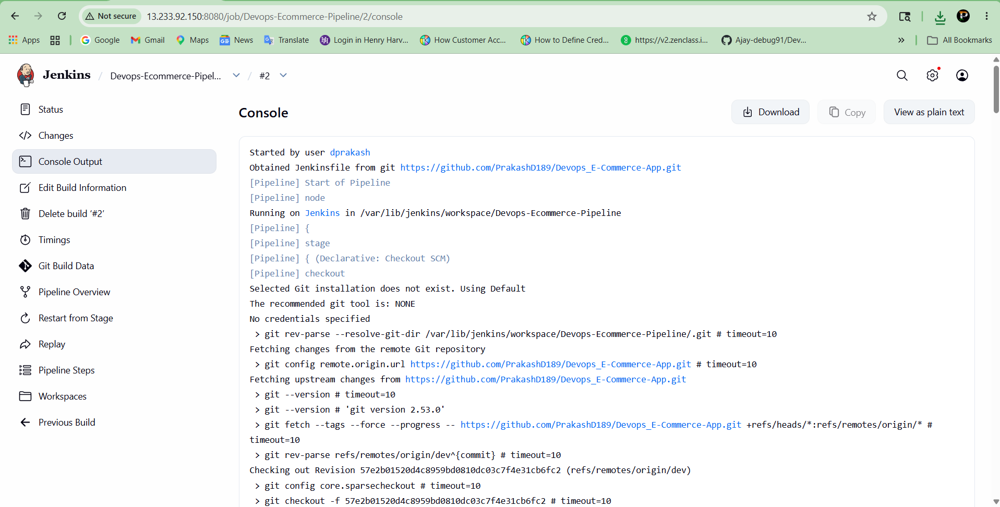 Not secure 13.233.92.150:8080/job/Devops-Ecommerce-Pipeline/2/console
Apps Google Gmail Maps News Translate Login in Henry Harv... How Customer Acc... How to Define Cred... https://v2.zenclass.i... Ajay-debug91/Dev... » All Bookmarks
Jenkins / Devops-Ecommerce-Pipel... / #2
Status
Changes
Console Output
Edit Build Information
Delete build ‘#2’
Timings
Git Build Data
Pipeline Overview
Restart from Stage
Replay
Pipeline Steps
Workspaces
Previous Build
Console
Download Copy View as plain text
Started by user dprakash
Obtained Jenkinsfile from git https://github.com/PrakashD189/Devops_E-Commerce-App.git
[Pipeline] Start of Pipeline
[Pipeline] node
Running on Jenkins in /var/lib/jenkins/workspace/Devops-Ecommerce-Pipeline
[Pipeline] {
[Pipeline] stage
[Pipeline] { (Declarative: Checkout SCM)
[Pipeline] checkout
Selected Git installation does not exist. Using Default
The recommended git tool is: NONE
No credentials specified
> git rev-parse --resolve-git-dir /var/lib/jenkins/workspace/Devops-Ecommerce-Pipeline/.git # timeout=10
Fetching changes from the remote Git repository
> git config remote.origin.url https://github.com/PrakashD189/Devops_E-Commerce-App.git # timeout=10
Fetching upstream changes from https://github.com/PrakashD189/Devops_E-Commerce-App.git
> git --version # timeout=10
> git --version # 'git version 2.53.0'
> git fetch --tags --force --progress -- https://github.com/PrakashD189/Devops_E-Commerce-App.git +refs/heads/*:refs/remotes/origin/* #
timeout=10
> git rev-parse refs/remotes/origin/dev^{commit} # timeout=10
Checking out Revision 57e2b01520d4c8959bd0810dc03c7f4e31cb6fc2 (refs/remotes/origin/dev)
> git config core.sparsecheckout # timeout=10
> git checkout -f 57e2b01520d4c8959bd0810dc03c7f4e31cb6fc2 # timeout=10